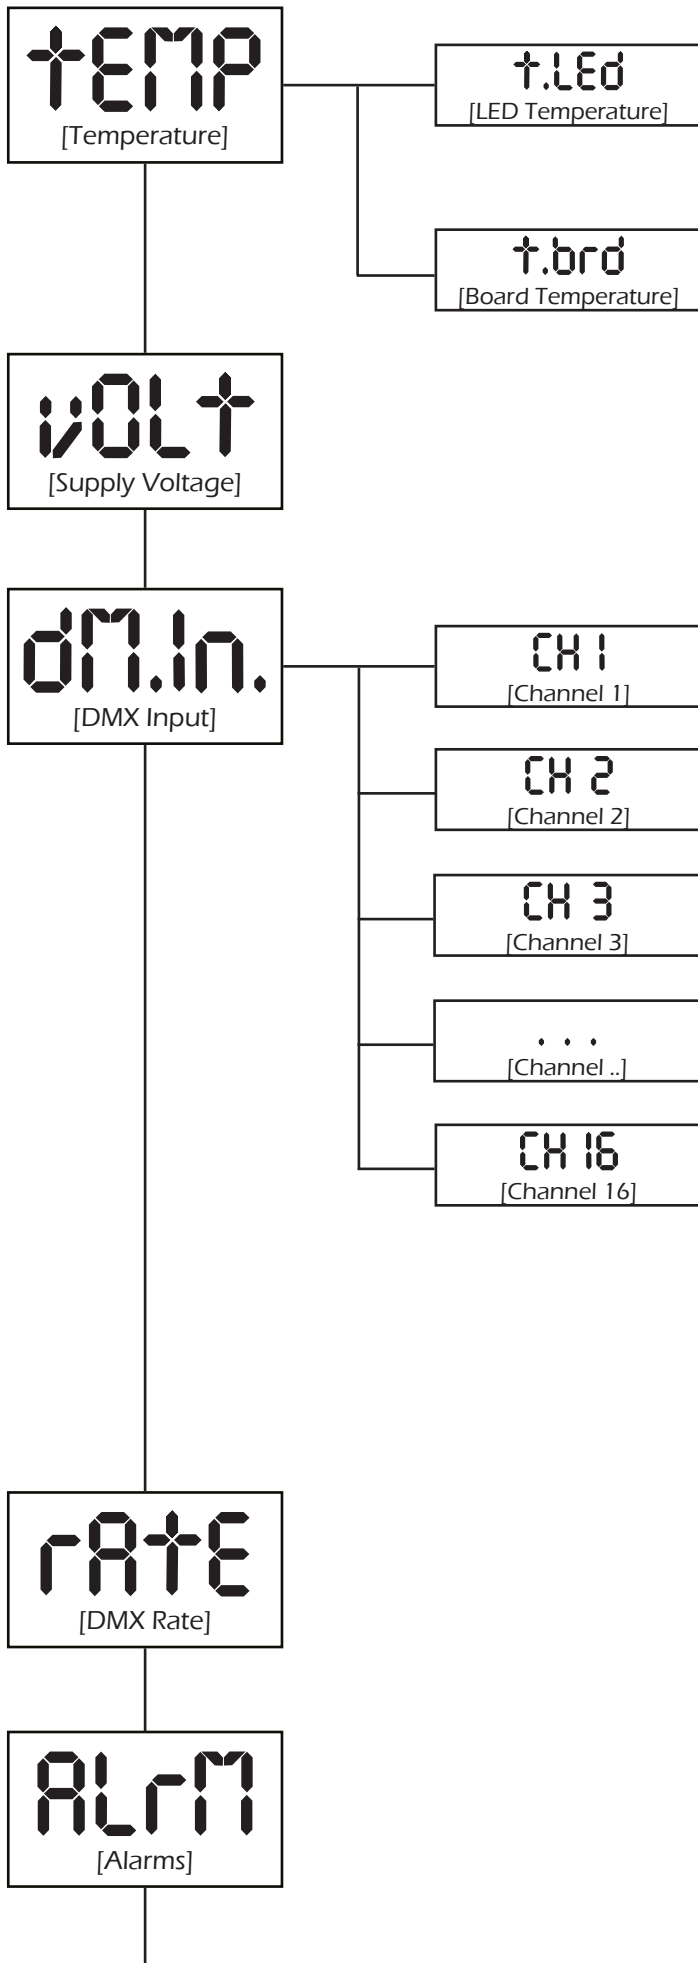 tEMP
[Temperature]
t.LEd
[LED Temperature]
t.brd
[Board Temperature]
vOLt
[Supply Voltage]
dM.In.
[DMX Input]
CH 1
[Channel 1]
CH 2
[Channel 2]
CH 3
[Channel 3]
. . .
[Channel ..]
CH 16
[Channel 16]
rAtE
[DMX Rate]
ALrM
[Alarms]